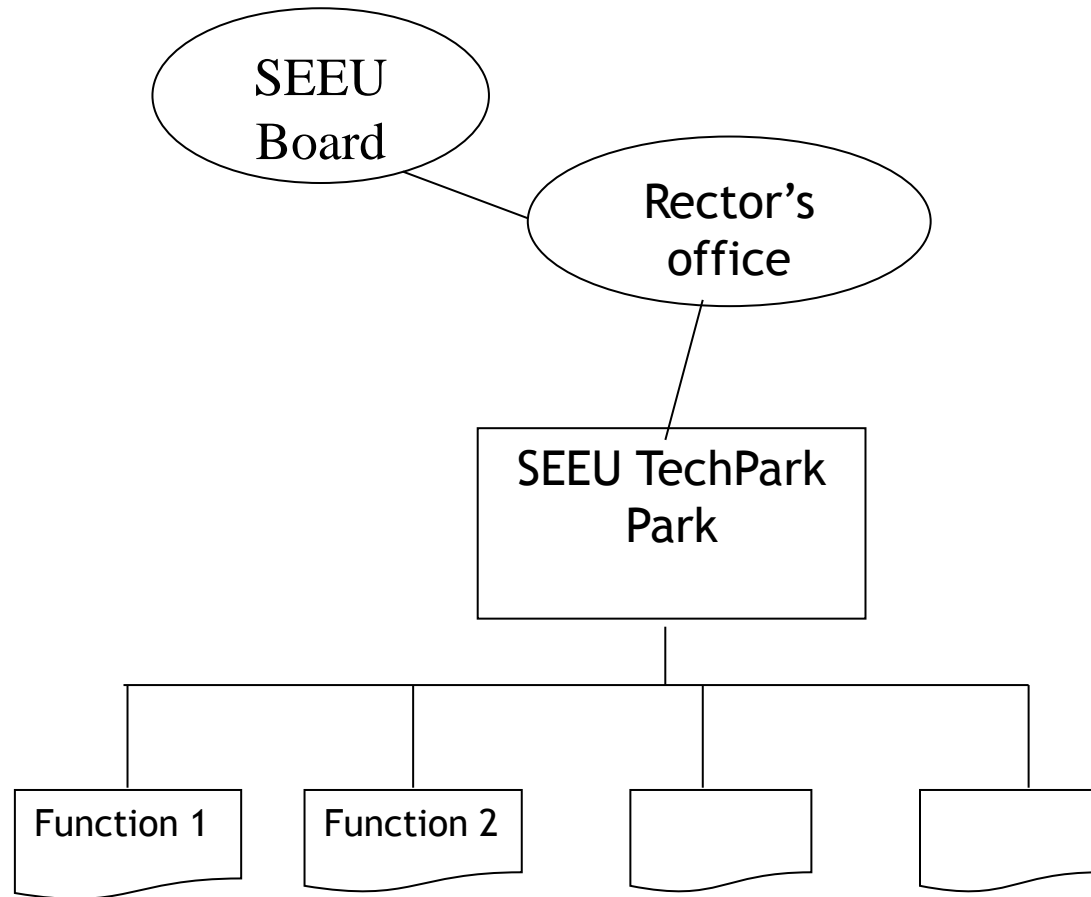 SEEU
Board
Rector’s
office
SEEU TechPark
Park
Function 1
Function 2